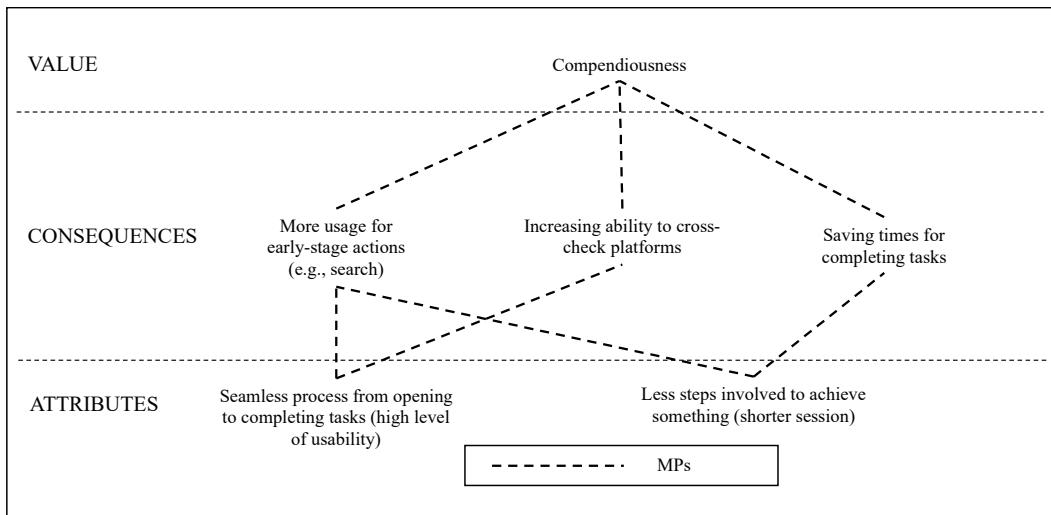 VALUE
Compendiousness
CONSEQUENCES
More usage for
early-stage actions
(e.g., search)
Increasing ability to cross-
check platforms
Saving times for
completing tasks
ATTRIBUTES
Seamless process from opening
to completing tasks (high level
of usability)
Less steps involved to achieve
something (shorter session)
MPs